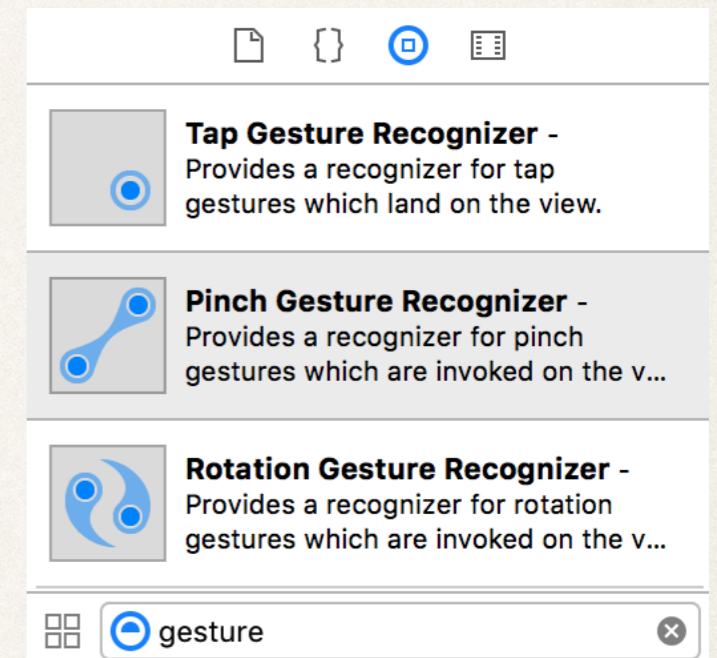 Tap Gesture Recognizer -
Provides a recognizer for tap
gestures which land on the view.
Pinch Gesture Recognizer -
Provides a recognizer for pinch
gestures which are invoked on the v...
Rotation Gesture Recognizer -
Provides a recognizer for rotation
gestures which are invoked on the v...
gesture